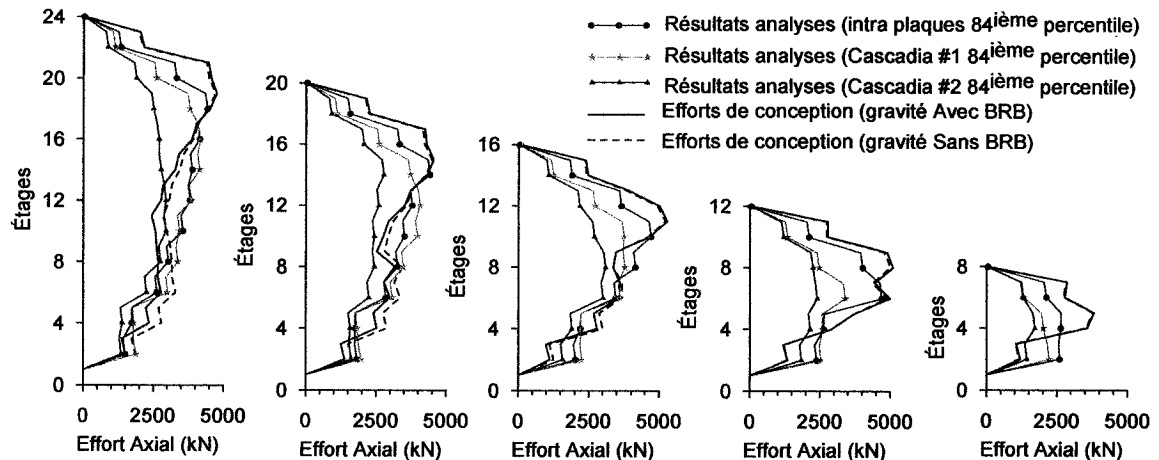 Résultats analyses (intra plaques 84ième percentile)
Résultats analyses (Cascadia #1 84ième percentile)
Résultats analyses (Cascadia #2 84ième percentile)
Efforts de conception (gravité Avec BRB)
Efforts de conception (gravité Sans BRB)
24
20
16
12
8
4
0
Étages
0 2500 5000
Effort Axial (kN)
20
16
12
8
4
0
Étages
0 2500 5000
Effort Axial (kN)
16
12
8
4
0
Étages
0 2500 5000
Effort Axial (kN)
12
8
4
0
Étages
0 2500 5000
Effort Axial (kN)
8
4
0
Étages
0 2500 5000
Effort Axial (kN)